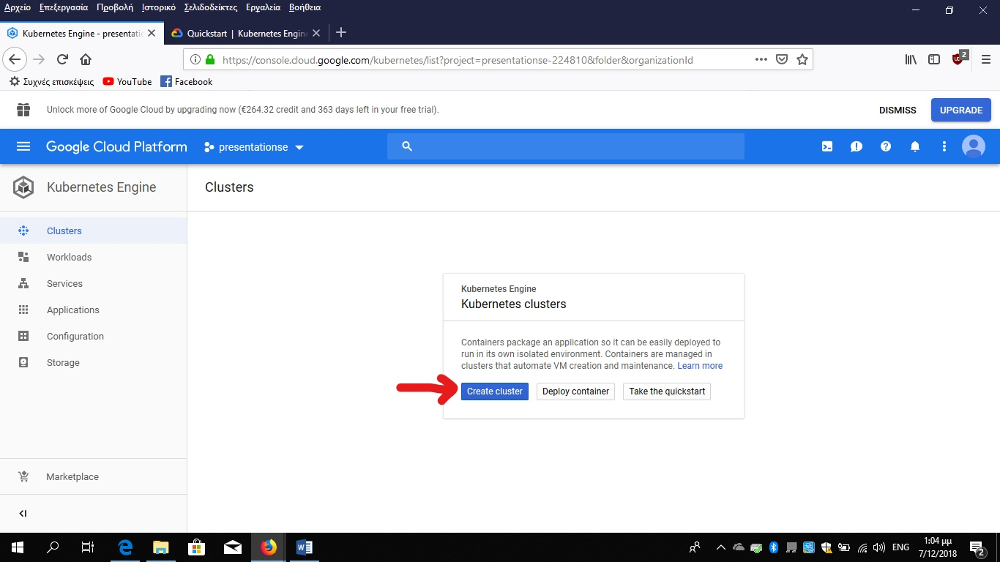 Αρχείο Επεξεργασία Προβολή Ιστορικό Σελιδοδείκτες Εργαλεία Βοήθεια
Kubernetes Engine - presentatio
Quickstart | Kubernetes Engine
https://console.cloud.google.com/kubernetes/list?project=presentationse-224810&folder&organizationId
2
Συχνές επισκέψεις YouTube Facebook
Unlock more of Google Cloud by upgrading now (€264.32 credit and 363 days left in your free trial).
DISMISS
UPGRADE
Google Cloud Platform
presentationse
Kubernetes Engine
Clusters
Clusters
Workloads
Services
Applications
Configuration
Storage
Marketplace
Kubernetes Engine
Kubernetes clusters
Containers package an application so it can be easily deployed to
run in its own isolated environment. Containers are managed in
clusters that automate VM creation and maintenance. Learn more
Create cluster
Deploy container
Take the quickstart
ENG
1:04 μμ
7/12/2018
2